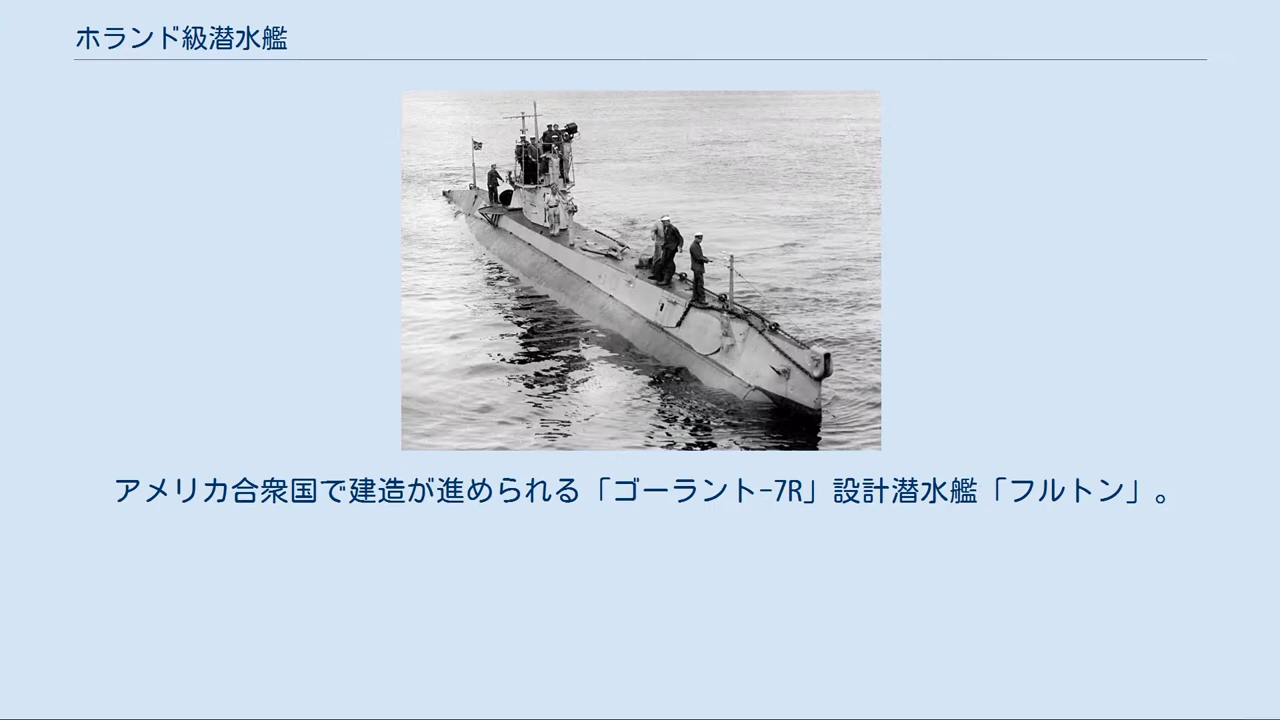 ホランド級潜水艦
アメリカ合衆国で建造が進められる「ゴーラント-7R」設計潜水艦「フルトン」。